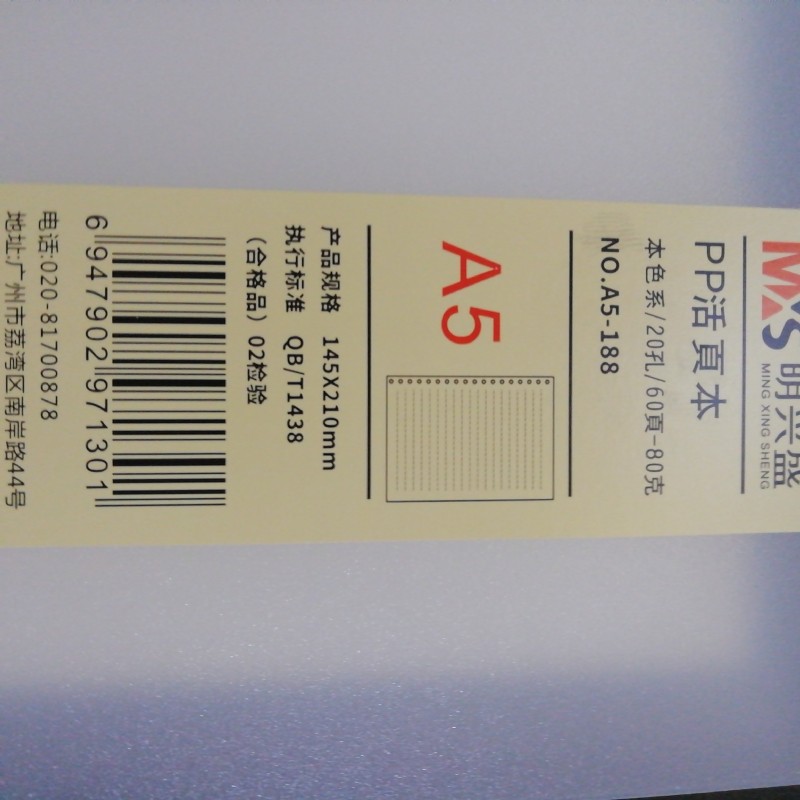 MXS 明兴盛
MING XING SHENG
PP活頁本
本色系/20孔/60頁-80克
NO.A5-188
A5
产品规格 145X210mm
执行标准 QB/T1438
（合格品）02检验
6 947902 971301
电话:020-81700878
地址:广州市荔湾区南岸路44号